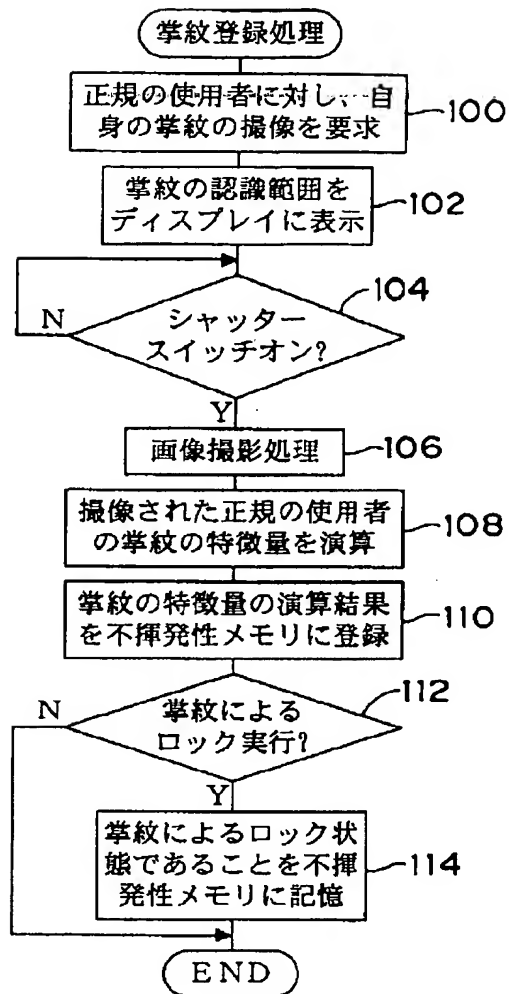 掌紋登録処理
正規の使用者に対し、自
身の掌紋の撮像を要求
100
掌紋の認識範囲を
ディスプレイに表示
102
シャッター
スイッチオン?
104
N
Y
画像撮影処理
106
撮像された正規の使用者
の掌紋の特徴量を演算
108
掌紋の特徴量の演算結果
を不揮発性メモリに登録
110
掌紋による
ロック実行?
112
N
Y
掌紋によるロック状
態であることを不揮
発性メモリに記憶
114
END